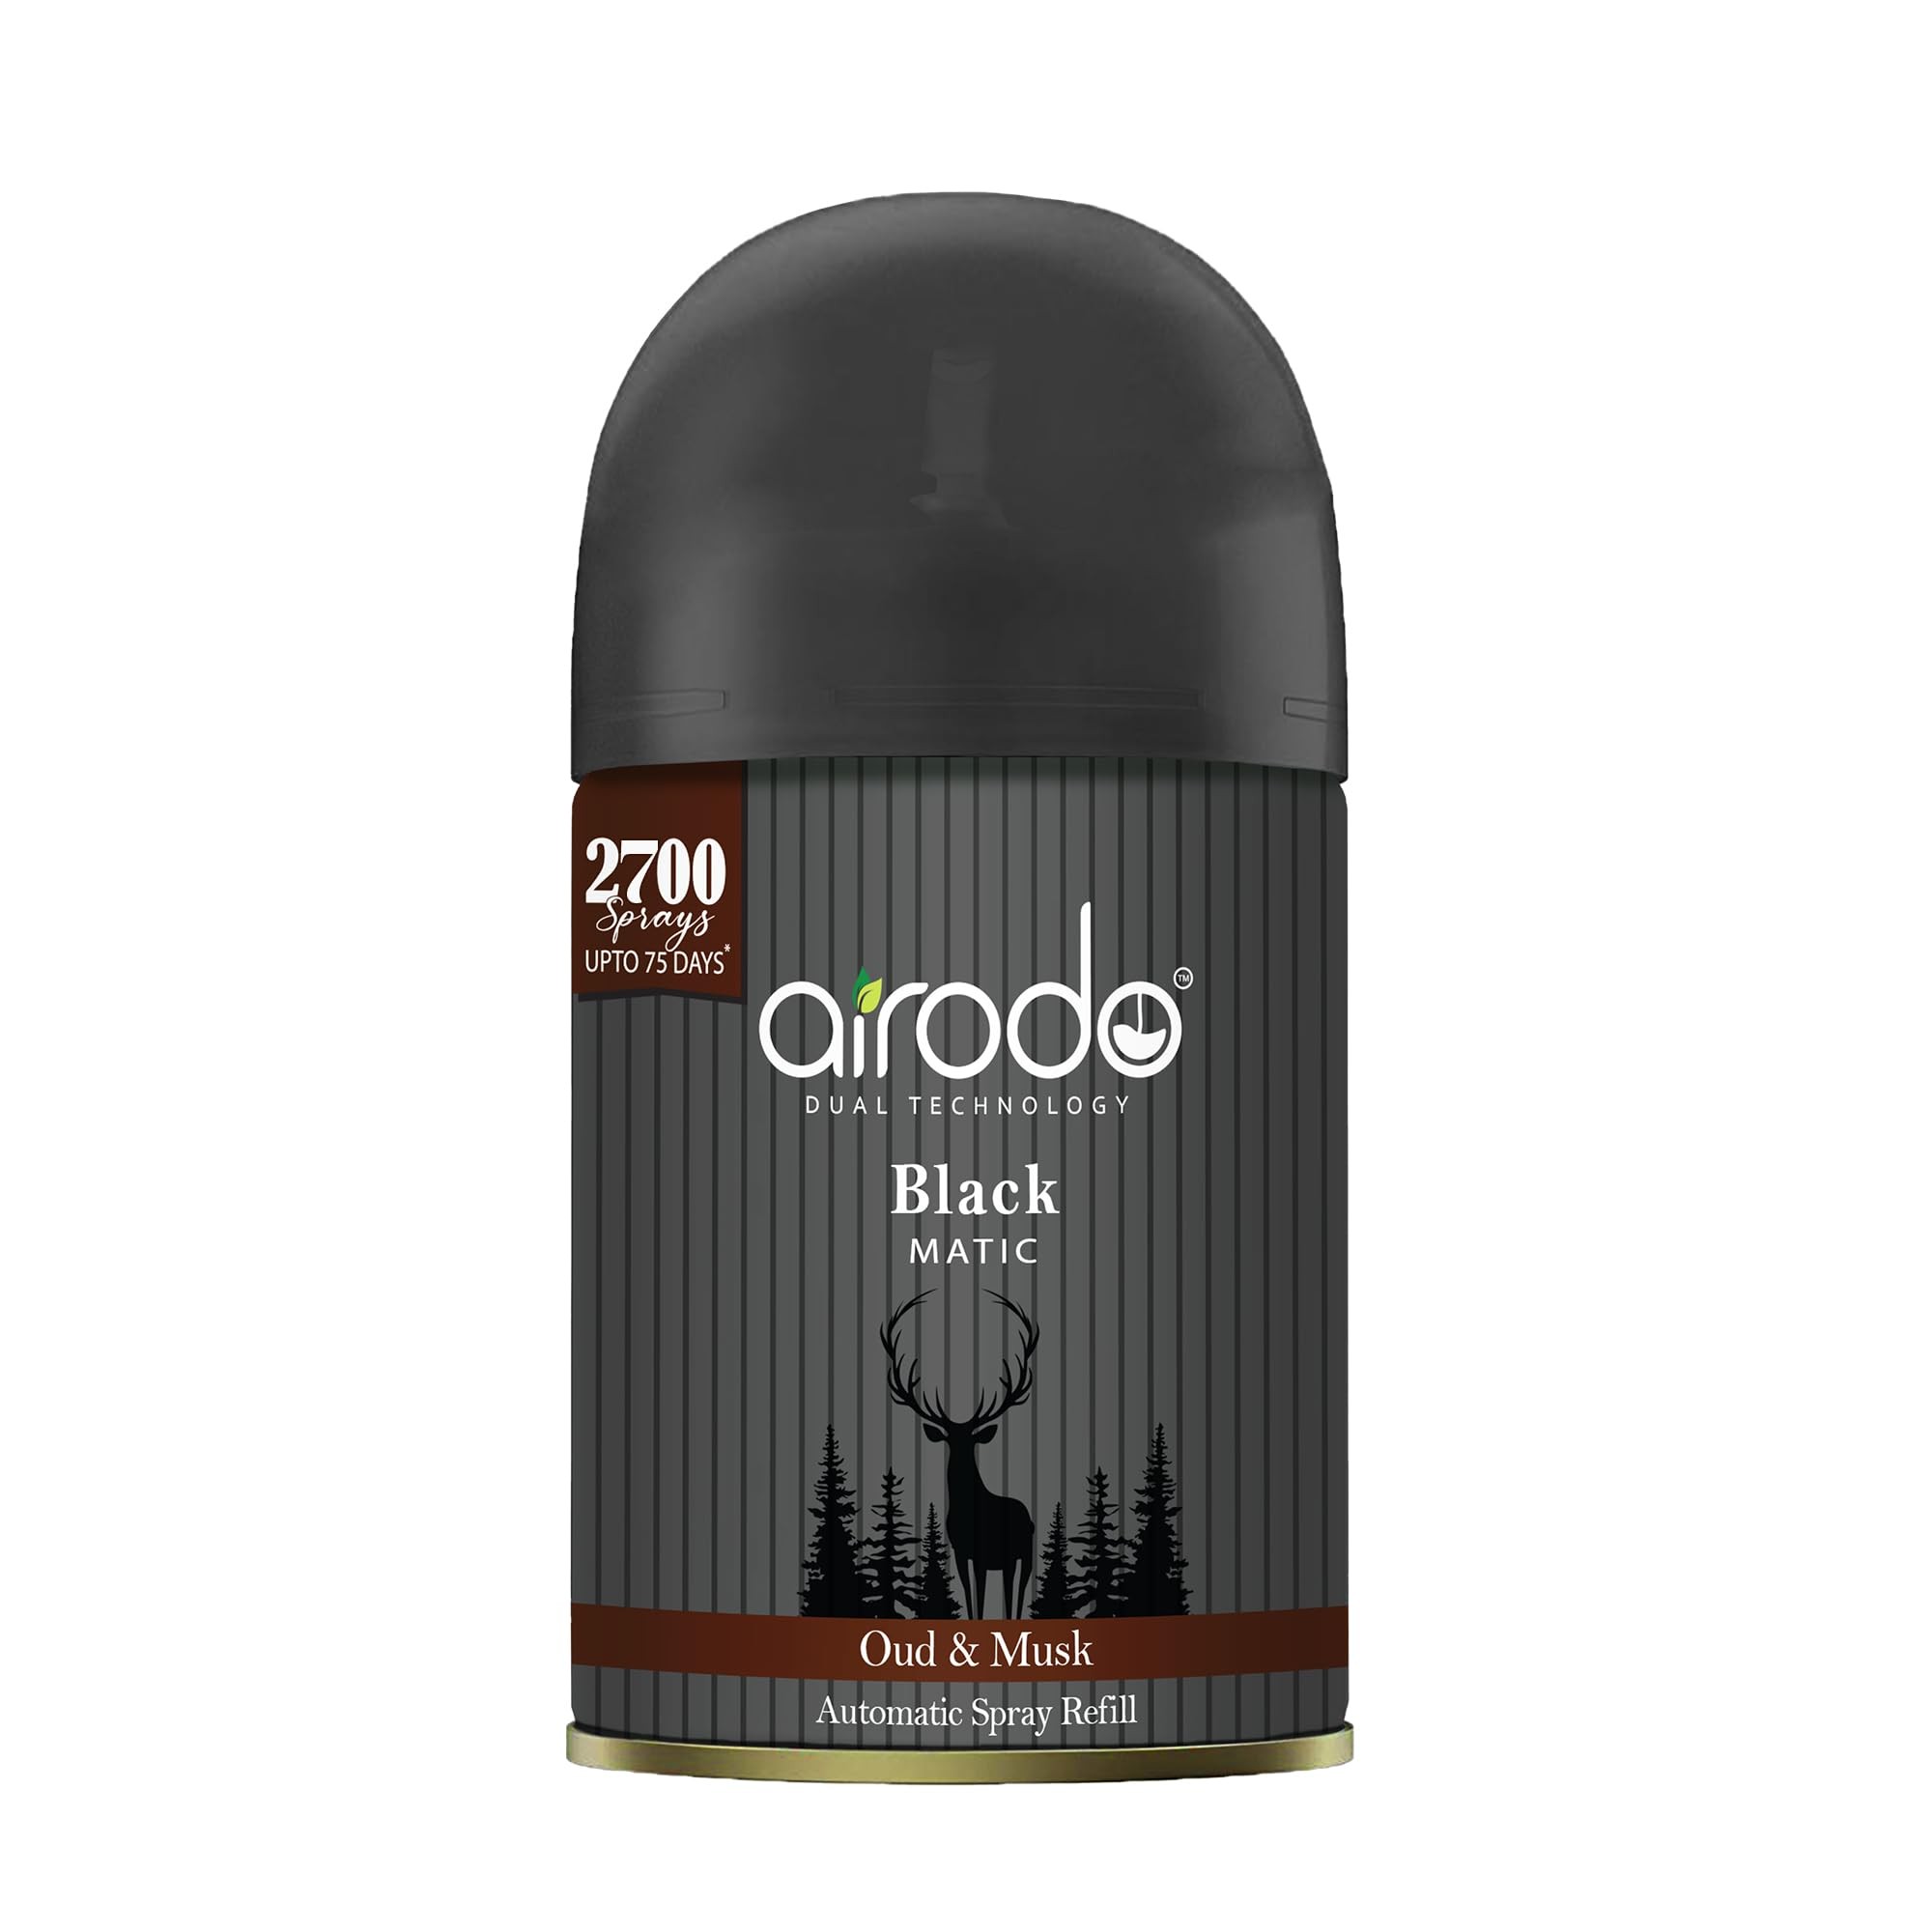 2700
Sprays
UPTO 75 DAYS*
airodo™
DUAL TECHNOLOGY
Black
MATIC
Oud & Musk
Automatic Spray Refill